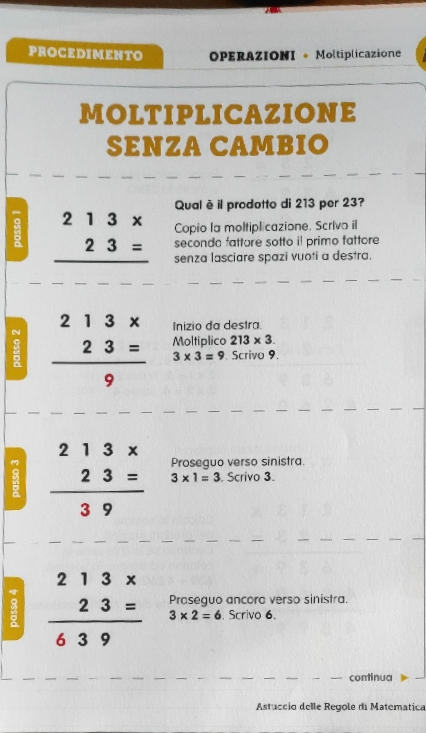 PROCEDIMENTO
OPERAZIONI • Moltiplicazione
MOLTIPLICAZIONE
SENZA CAMBIO
passo 1
2 1 3 x
2 3 =
Qual è il prodotto di 213 per 23?
Copio la moltiplicazione. Scrivo il
secondo fattore sotto il primo fattore
senza lasciare spazi vuoti a destra.
passo 2
2 1 3 x
2 3 =
9
Inizio da destra.
Moltiplico 213 x 3.
3 x 3 = 9. Scrivo 9.
passo 3
2 1 3 x
2 3 =
3 9
Proseguo verso sinistra.
3 x 1 = 3. Scrivo 3.
passo 4
2 1 3 x
2 3 =
6 3 9
Proseguo ancora verso sinistra.
3 x 2 = 6. Scrivo 6.
continua ►
Astuccio delle Regole di Matematica